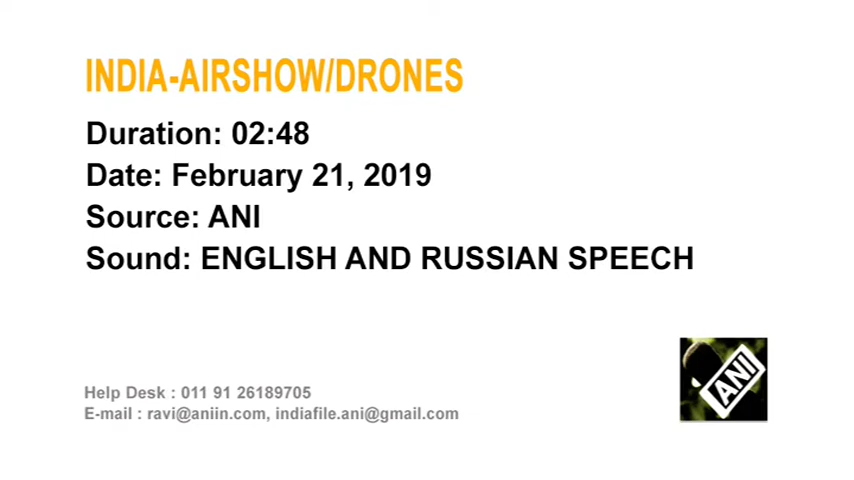 INDIA-AIRSHOW/DRONES
Duration: 02:48
Date: February 21, 2019
Source: ANI
Sound: ENGLISH AND RUSSIAN SPEECH
ANI
Help Desk : 011 91 26189705
E-mail : ravi@aniin.com, indiafile.ani@gmail.com